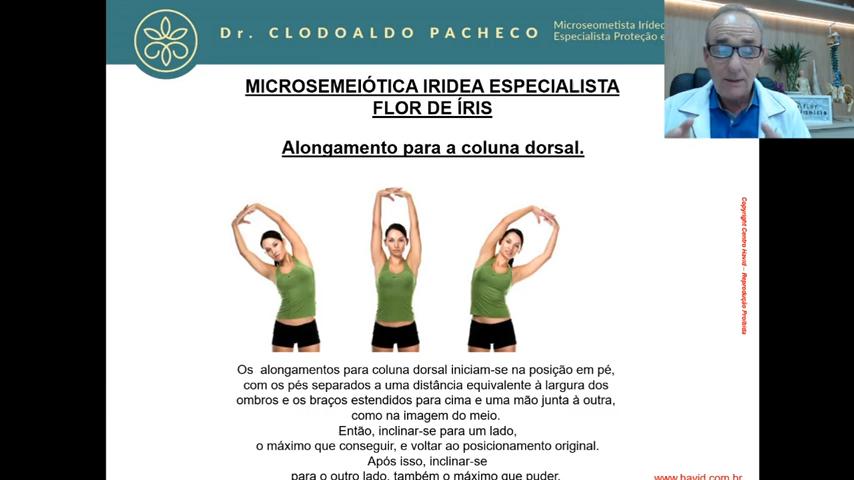 Dr. CLODOALDO PACHECO
Microseometista Irídeo
Especialista Proteção e
MICROSEMEIÓTICA IRIDEA ESPECIALISTA
FLOR DE ÍRIS
Alongamento para a coluna dorsal.
Copyright Centro Havid – Reprodução Proibida
Os alongamentos para coluna dorsal iniciam-se na posição em pé,
com os pés separados a uma distância equivalente à largura dos
ombros e os braços estendidos para cima e uma mão junta à outra,
como na imagem do meio.
Então, inclinar-se para um lado,
o máximo que conseguir, e voltar ao posicionamento original.
Após isso, inclinar-se
para o outro lado, também o máximo que puder.
www.havid.com.br